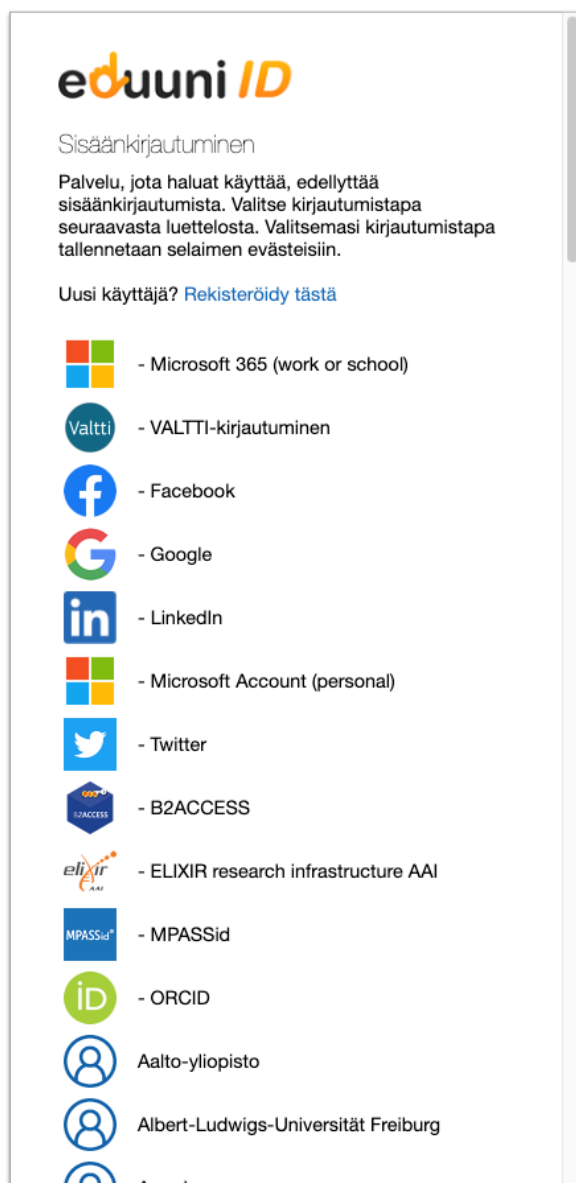 eduuni ID
Sisäänkirjautuminen
Palvelu, jota haluat käyttää, edellyttää
sisäänkirjautumista. Valitse kirjautumistapa
seuraavasta luettelosta. Valitsemasi kirjautumistapa
tallennetaan selaimen evästeisiin.
Uusi käyttäjä? Rekisteröidy tästä
- Microsoft 365 (work or school)
Valtti - VALTTI-kirjautuminen
- Facebook
- Google
in - LinkedIn
- Microsoft Account (personal)
- Twitter
B2ACCESS - B2ACCESS
elixir AAI - ELIXIR research infrastructure AAI
MPASSid - MPASSid
iD - ORCID
Aalto-yliopisto
Albert-Ludwigs-Universität Freiburg